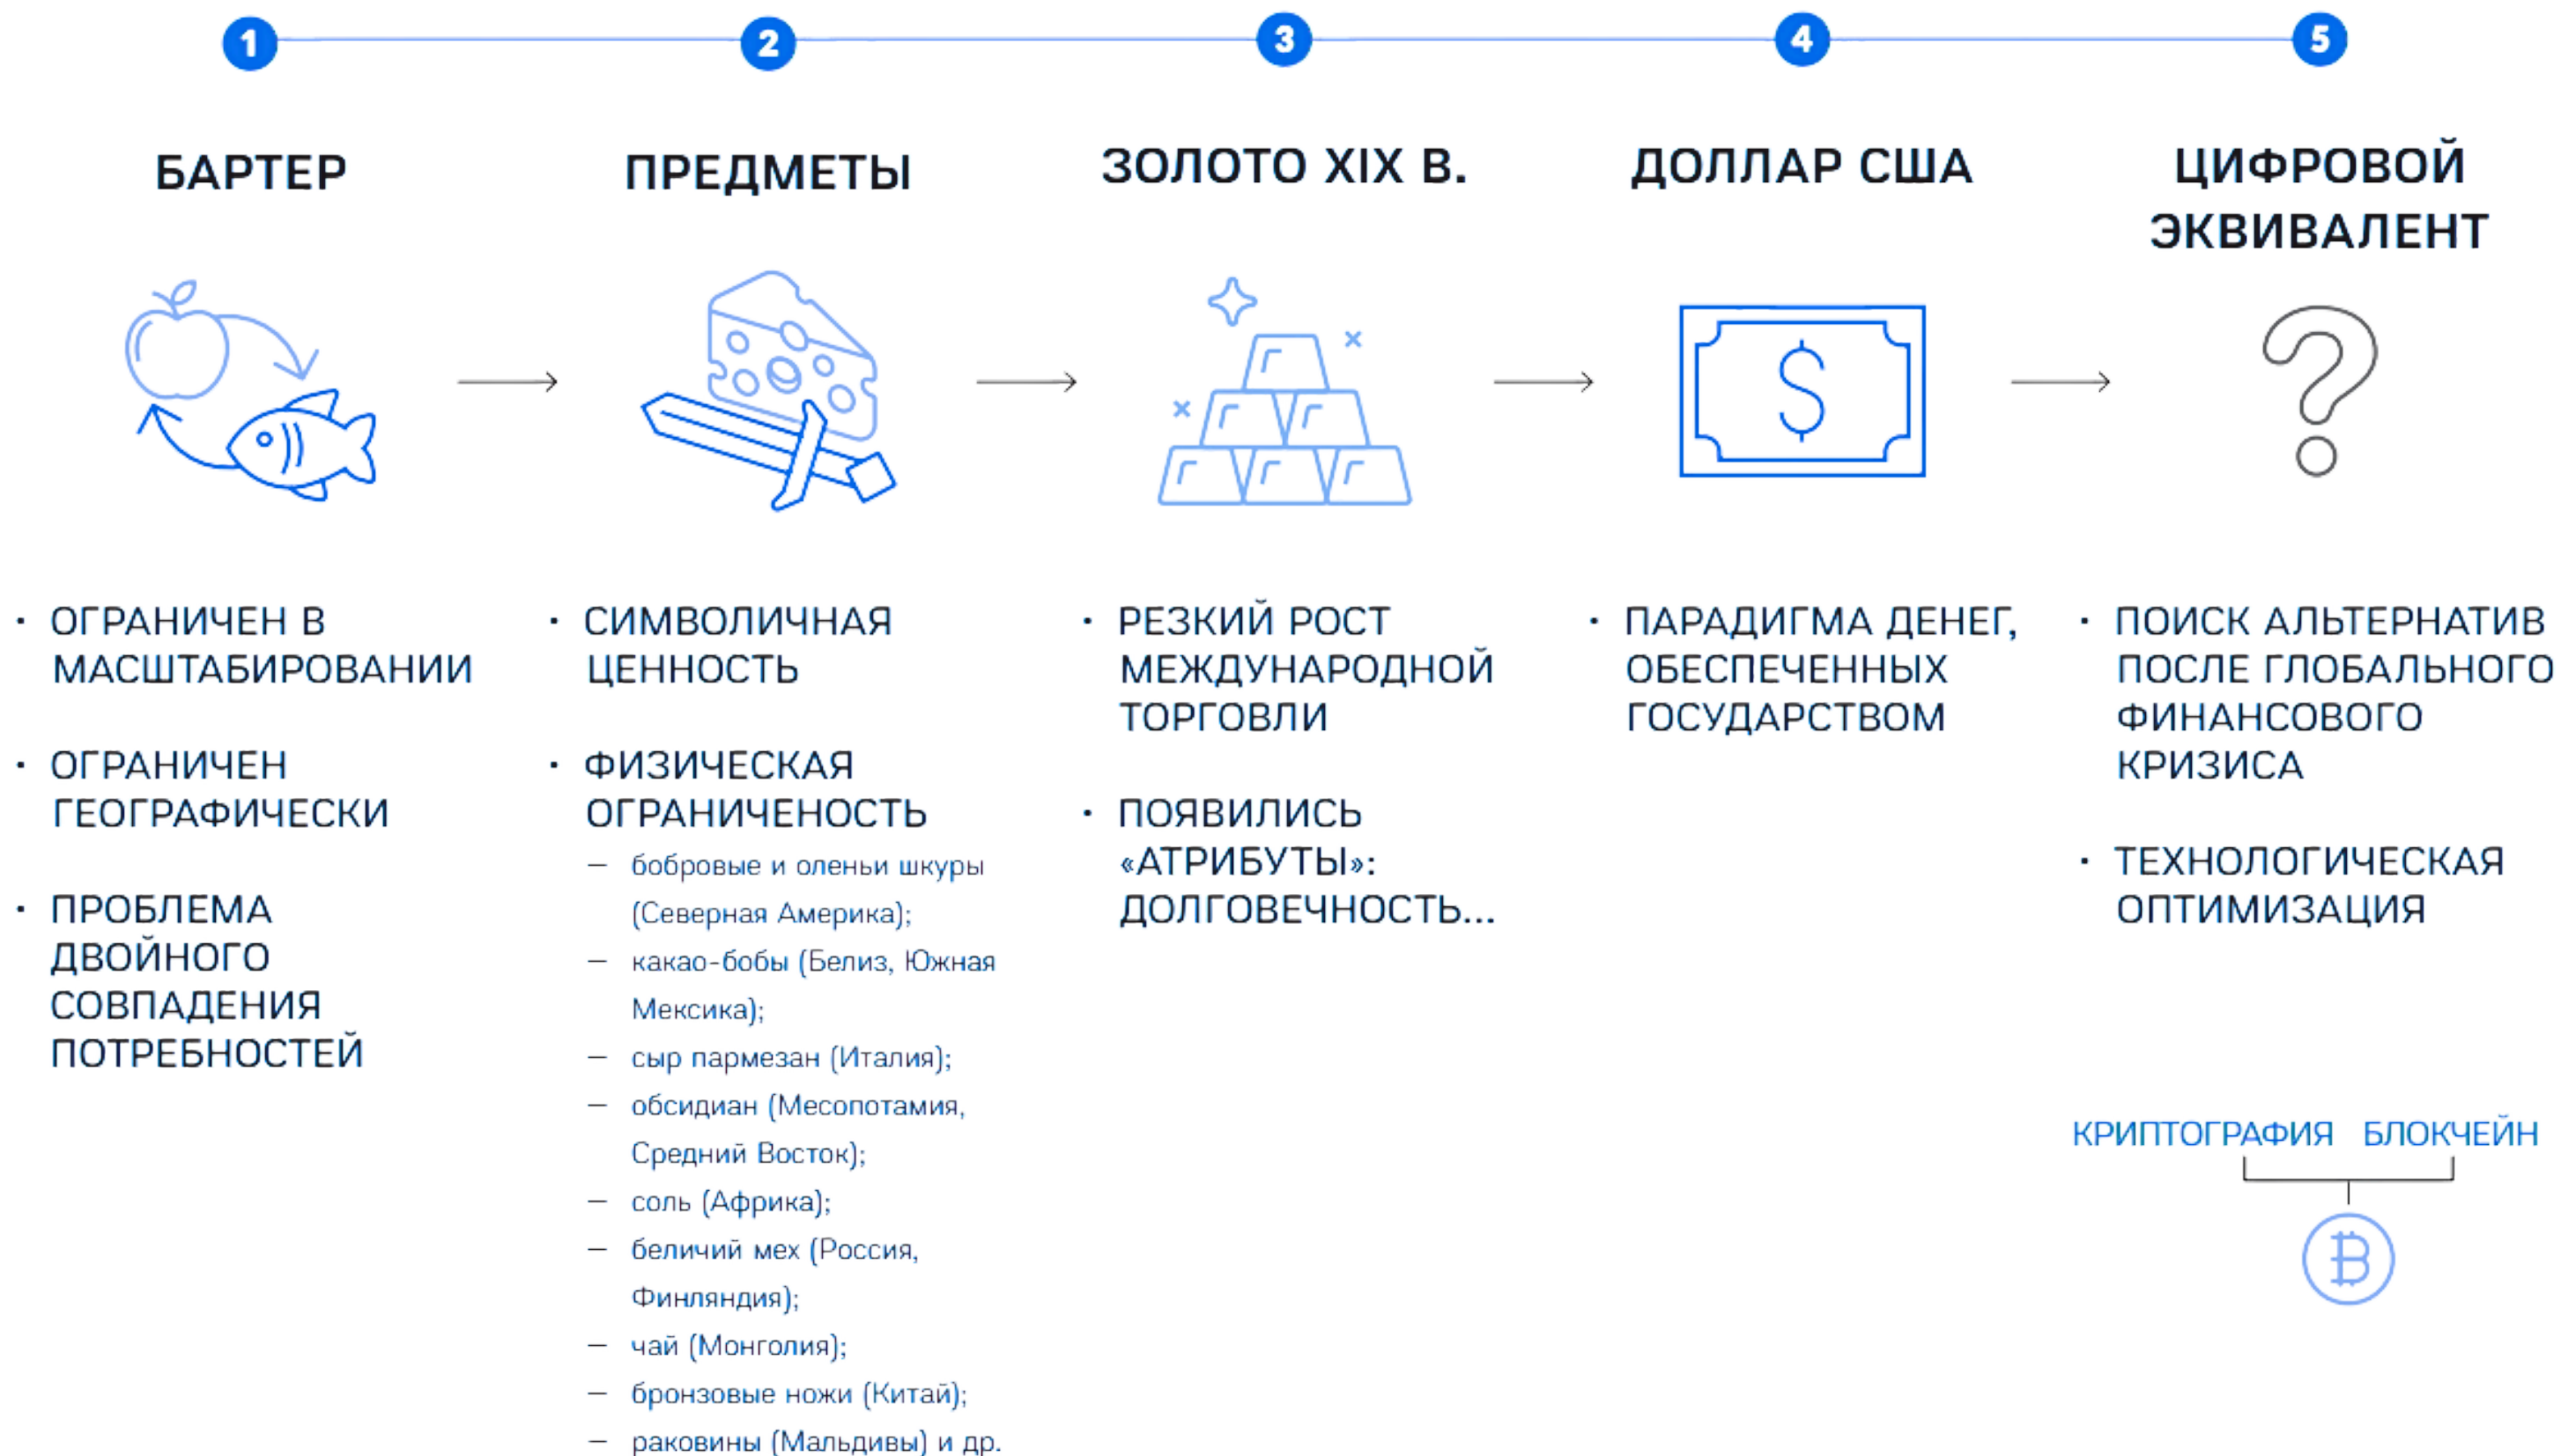 1
2
3
4
5
БАРТЕР
· ОГРАНИЧЕН В
МАСШТАБИРОВАНИИ
· ОГРАНИЧЕН
ГЕОГРАФИЧЕСКИ
· ПРОБЛЕМА
ДВОЙНОГО
СОВПАДЕНИЯ
ПОТРЕБНОСТЕЙ
ПРЕДМЕТЫ
· СИМВОЛИЧНАЯ
ЦЕННОСТЬ
· ФИЗИЧЕСКАЯ
ОГРАНИЧЕНОСТЬ
— бобровые и оленьи шкуры
(Северная Америка);
— какао-бобы (Белиз, Южная
Мексика);
— сыр пармезан (Италия);
— обсидиан (Месопотамия,
Средний Восток);
— соль (Африка);
— беличий мех (Россия,
Финляндия);
— чай (Монголия);
— бронзовые ножи (Китай);
— раковины (Мальдивы) и др.
ЗОЛОТО XIX В.
· РЕЗКИЙ РОСТ
МЕЖДУНАРОДНОЙ
ТОРГОВЛИ
· ПОЯВИЛИСЬ
«АТРИБУТЫ»:
ДОЛГОВЕЧНОСТЬ...
ДОЛЛАР США
$
· ПАРАДИГМА ДЕНЕГ,
ОБЕСПЕЧЕННЫХ
ГОСУДАРСТВОМ
ЦИФРОВОЙ
ЭКВИВАЛЕНТ
?
· ПОИСК АЛЬТЕРНАТИВ
ПОСЛЕ ГЛОБАЛЬНОГО
ФИНАНСОВОГО
КРИЗИСА
· ТЕХНОЛОГИЧЕСКАЯ
ОПТИМИЗАЦИЯ
КРИПТОГРАФИЯ БЛОКЧЕЙН
₿